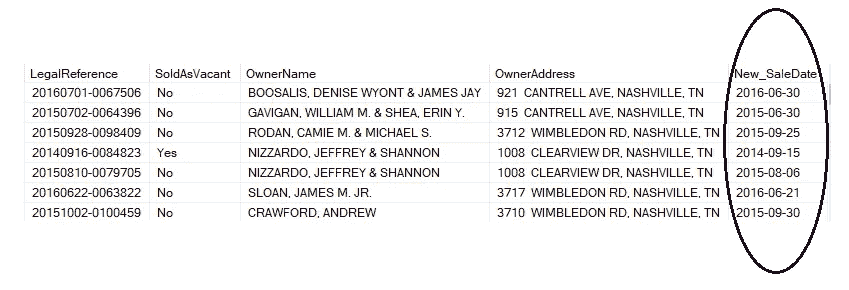 LegalReference SoldAsVacant OwnerName OwnerAddress New_SaleDate
20160701-0067506 No BOOSALIS, DENISE WYONT & JAMES JAY 921 CANTRELL AVE, NASHVILLE, TN 2016-06-30
20150702-0064396 No GAVIGAN, WILLIAM M. & SHEA, ERIN Y. 915 CANTRELL AVE, NASHVILLE, TN 2015-06-30
20150928-0098409 No RODAN, CAMIE M. & MICHAEL S. 3712 WIMBLEDON RD, NASHVILLE, TN 2015-09-25
20140916-0084823 Yes NIZZARDO, JEFFREY & SHANNON 1008 CLEARVIEW DR, NASHVILLE, TN 2014-09-15
20150810-0079705 No NIZZARDO, JEFFREY & SHANNON 1008 CLEARVIEW DR, NASHVILLE, TN 2015-08-06
20160622-0063822 No SLOAN, JAMES M. JR. 3717 WIMBLEDON RD, NASHVILLE, TN 2016-06-21
20151002-0100459 No CRAWFORD, ANDREW 3710 WIMBLEDON RD, NASHVILLE, TN 2015-09-30